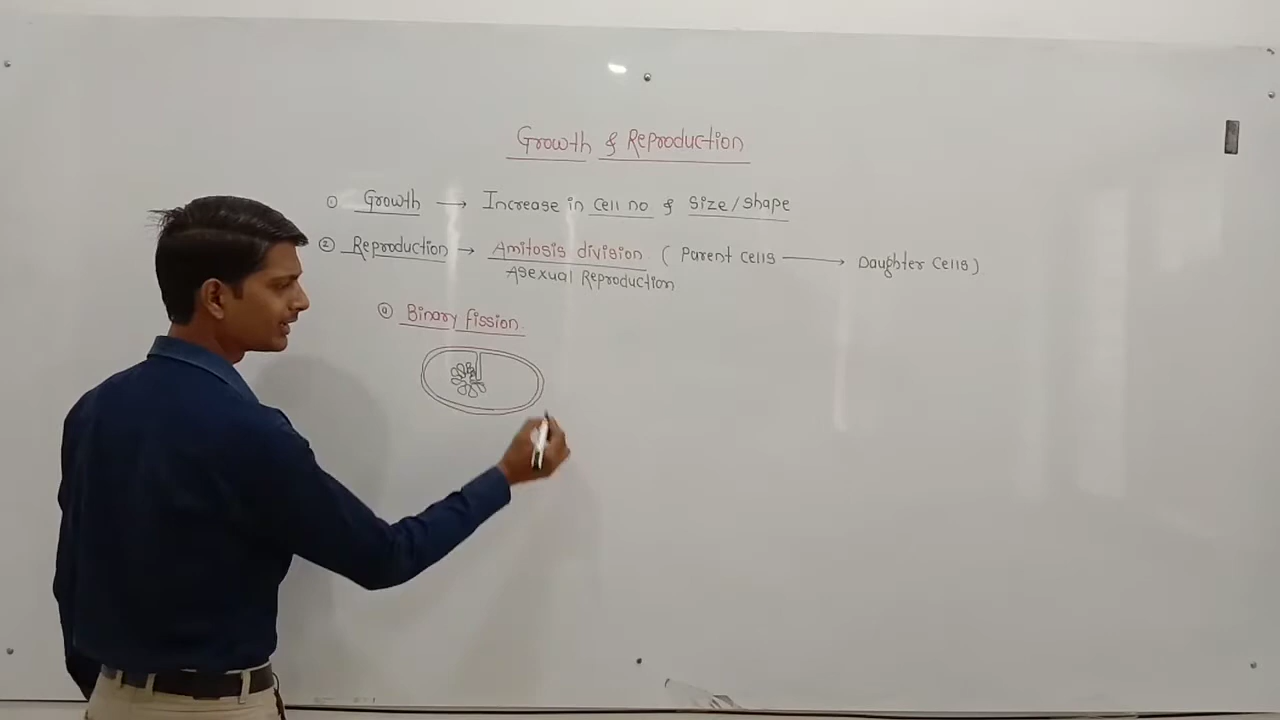 Growth & Reproduction
① Growth → Increase in Cell no & Size/shape
② Reproduction → Amitosis division ( Parent cells → Daughter Cells)
Asexual Reproduction
ⓐ Binary fission.